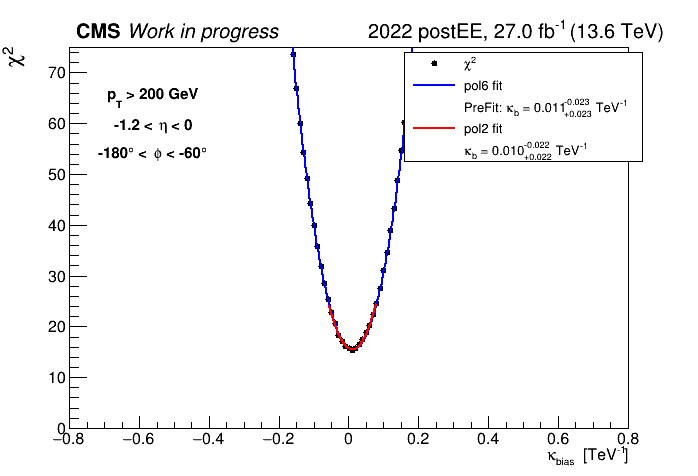 CMS Work in progress 2022 postEE, 27.0 fb⁻¹ (13.6 TeV)
χ²
70
60
50
40
30
20
10
0
p_T > 200 GeV
-1.2 < η < 0
-180° < ϕ < -60°
χ²
pol6 fit
PreFit: κ_b = 0.011 -0.023 +0.023 TeV⁻¹
pol2 fit
κ_b = 0.010 -0.022 +0.022 TeV⁻¹
−0.8 −0.6 −0.4 −0.2 0 0.2 0.4 0.6 0.8
κ_bias [TeV⁻¹]